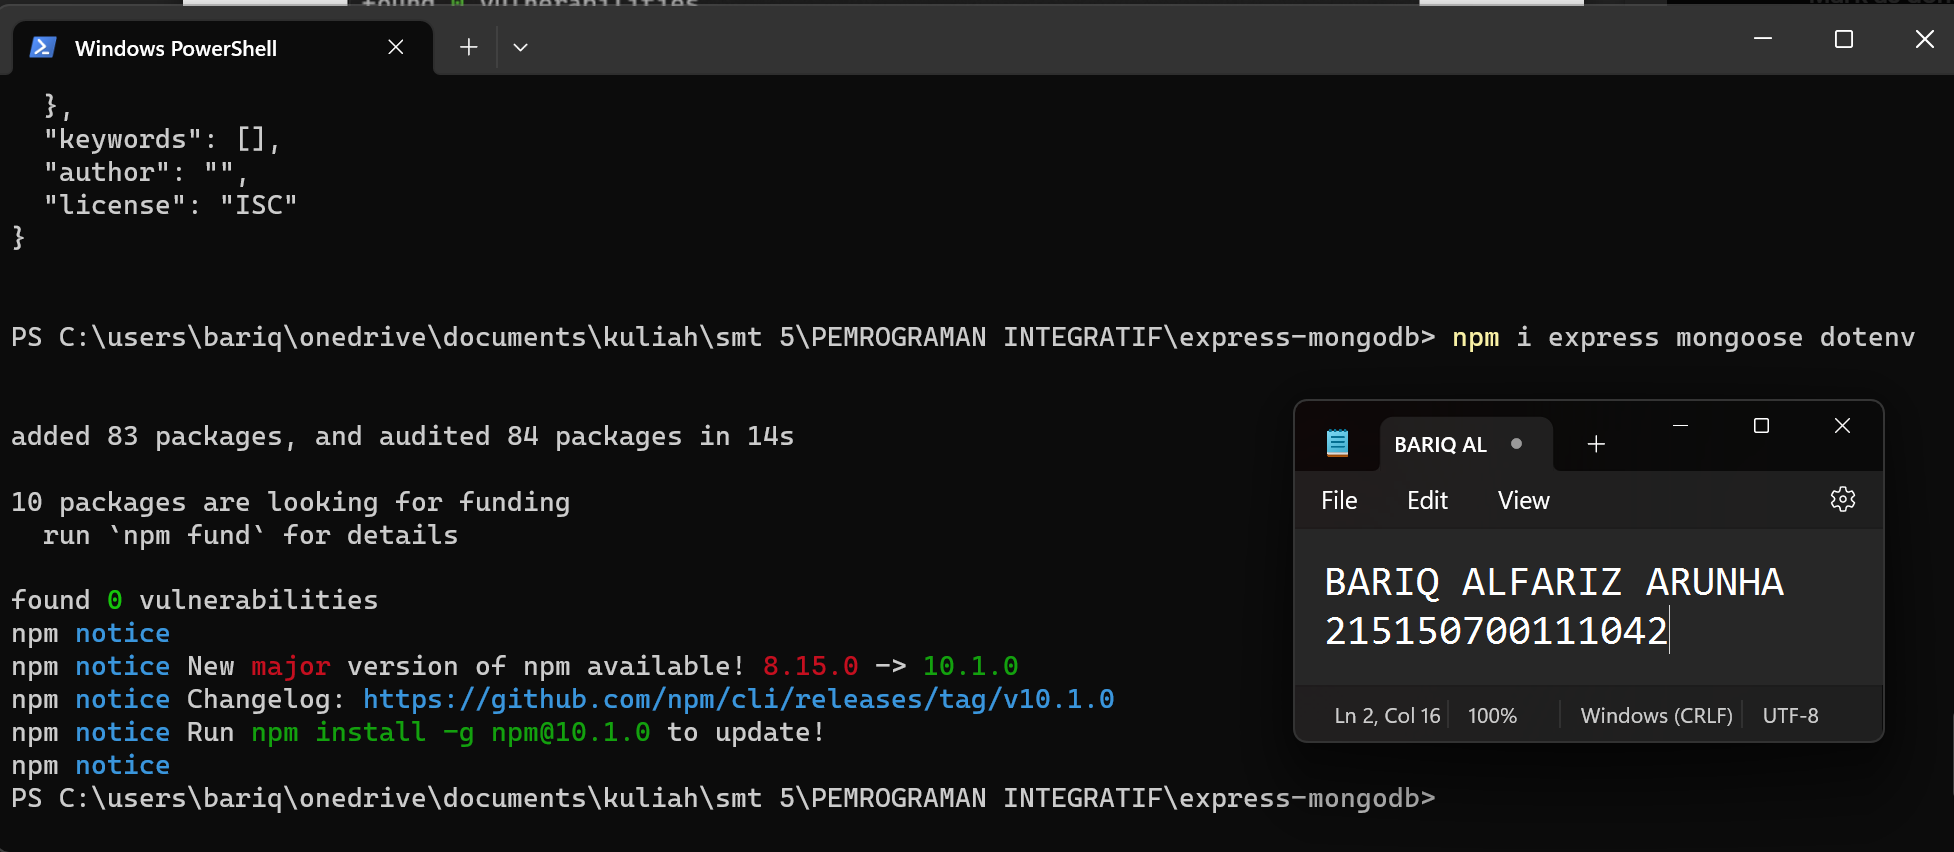 found 0 vulnerabilities
Windows PowerShell
},
"keywords": [],
"author": "",
"license": "ISC"
}
PS C:\users\bariq\onedrive\documents\kuliah\smt 5\PEMROGRAMAN INTEGRATIF\express-mongodb> npm i express mongoose dotenv
added 83 packages, and audited 84 packages in 14s
10 packages are looking for funding
run `npm fund` for details
found 0 vulnerabilities
npm notice
npm notice New major version of npm available! 8.15.0 -> 10.1.0
npm notice Changelog: https://github.com/npm/cli/releases/tag/v10.1.0
npm notice Run npm install -g npm@10.1.0 to update!
npm notice
PS C:\users\bariq\onedrive\documents\kuliah\smt 5\PEMROGRAMAN INTEGRATIF\express-mongodb>
BARIQ AL
File Edit View
BARIQ ALFARIZ ARUNHA
215150700111042
Ln 2, Col 16 100% Windows (CRLF) UTF-8